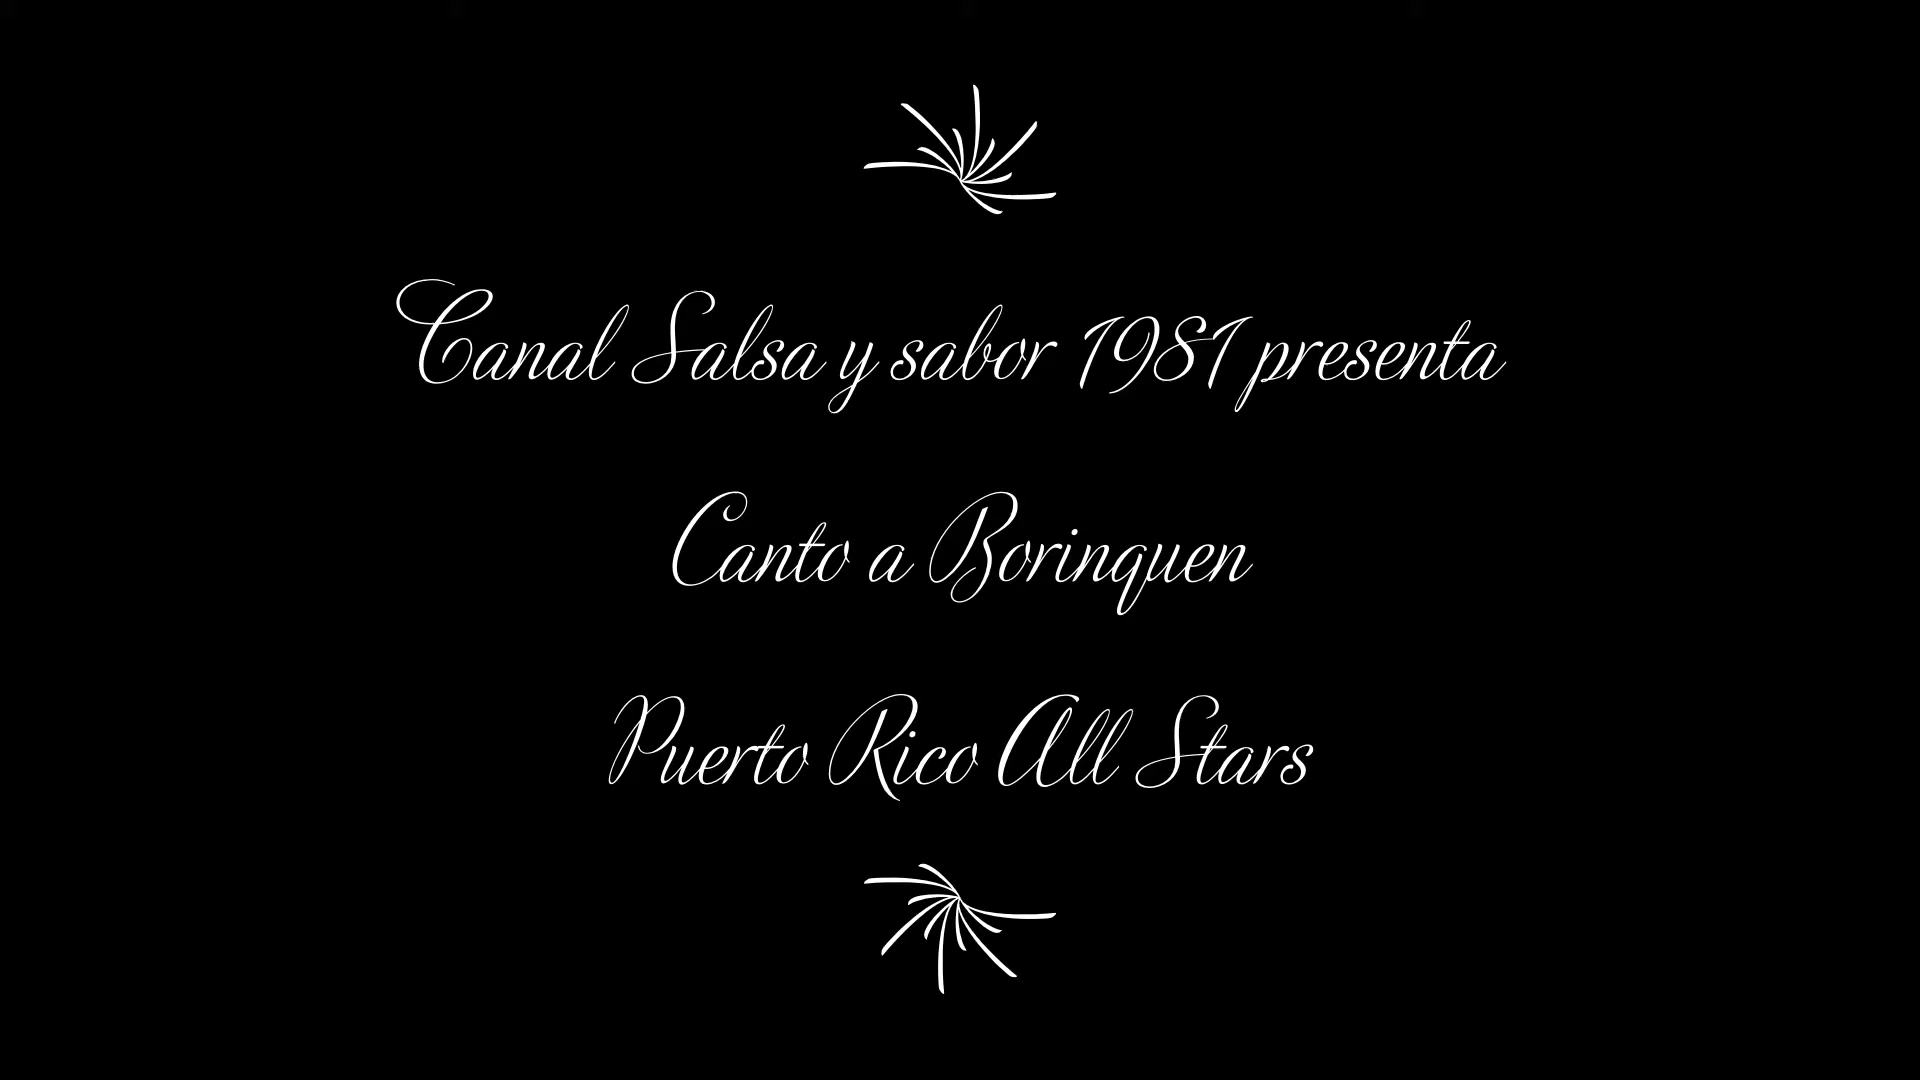 Canal Salsa y sabor 1981 presenta
Canto a Borinquen
Puerto Rico All Stars